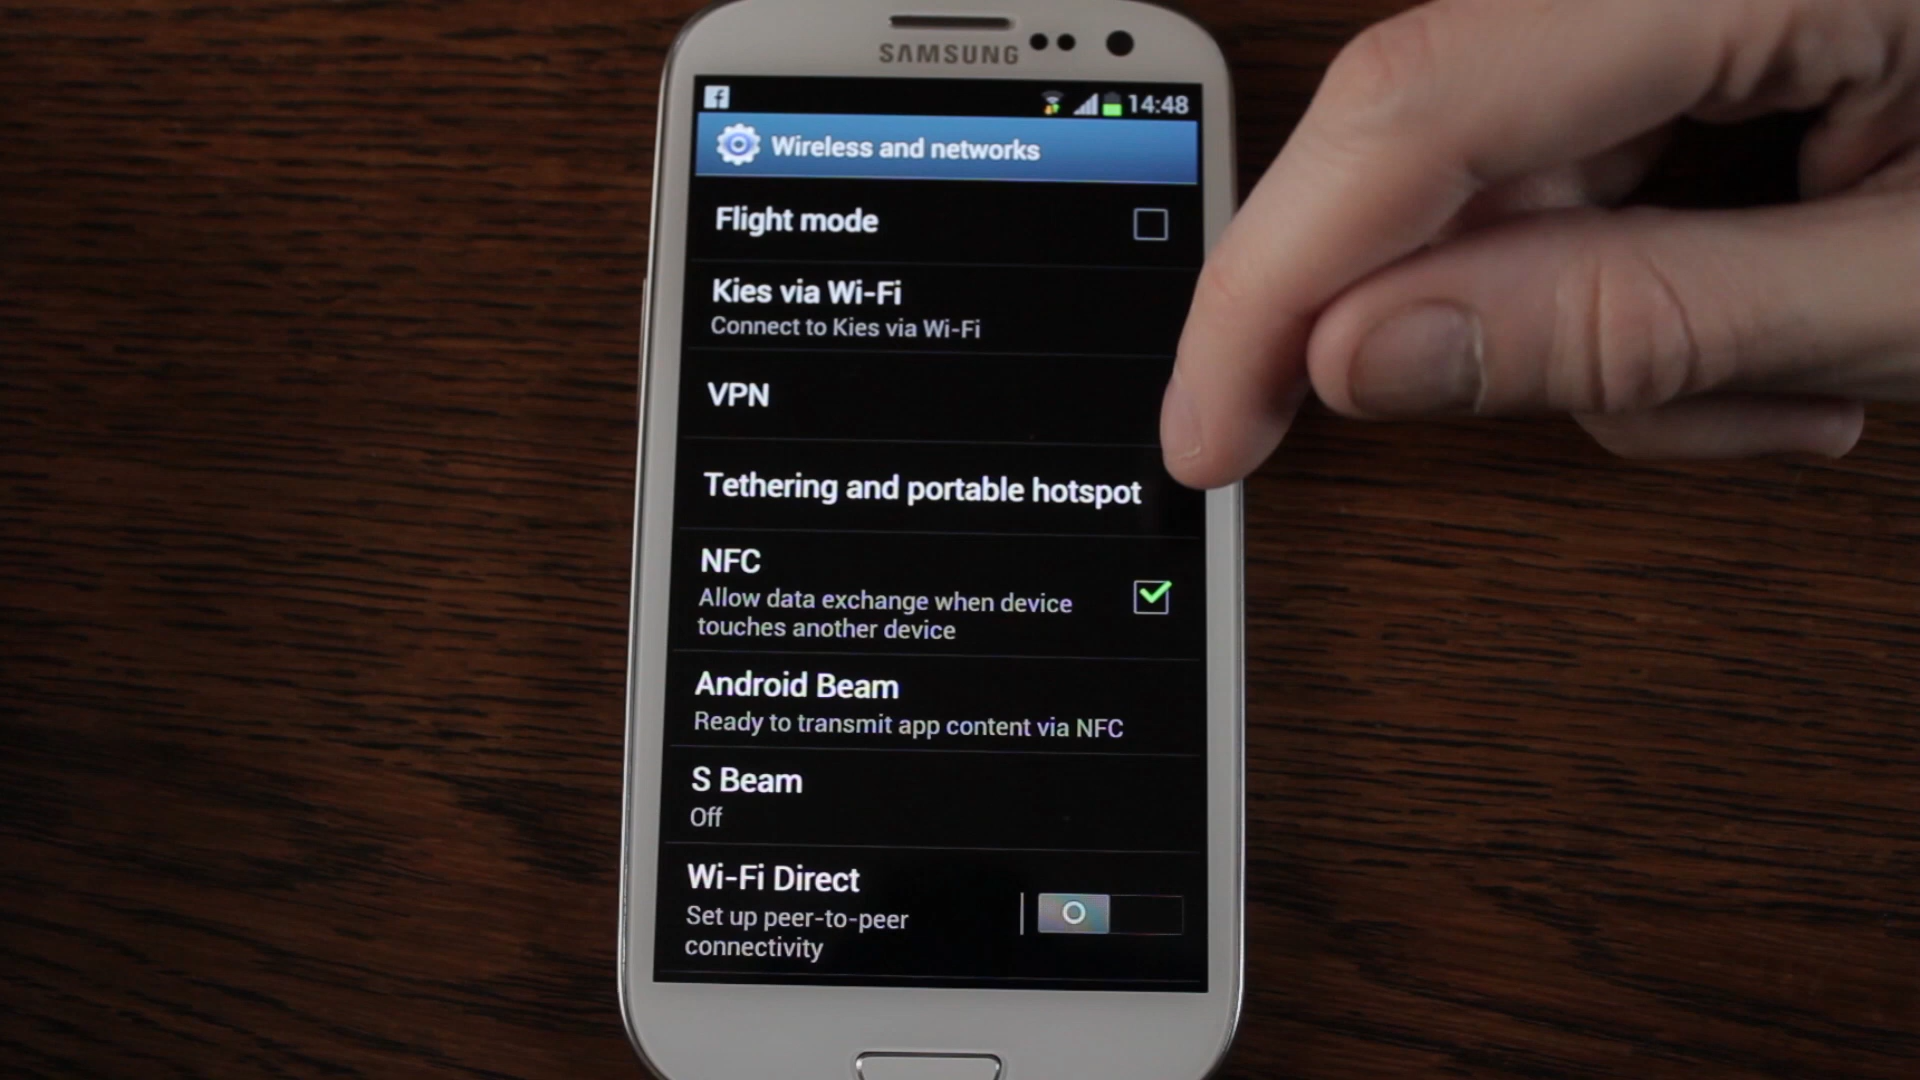 SAMSUNG
14:48
Wireless and networks
Flight mode
Kies via Wi-Fi
Connect to Kies via Wi-Fi
VPN
Tethering and portable hotspot
NFC
Allow data exchange when device
touches another device
Android Beam
Ready to transmit app content via NFC
S Beam
Off
Wi-Fi Direct
Set up peer-to-peer
connectivity